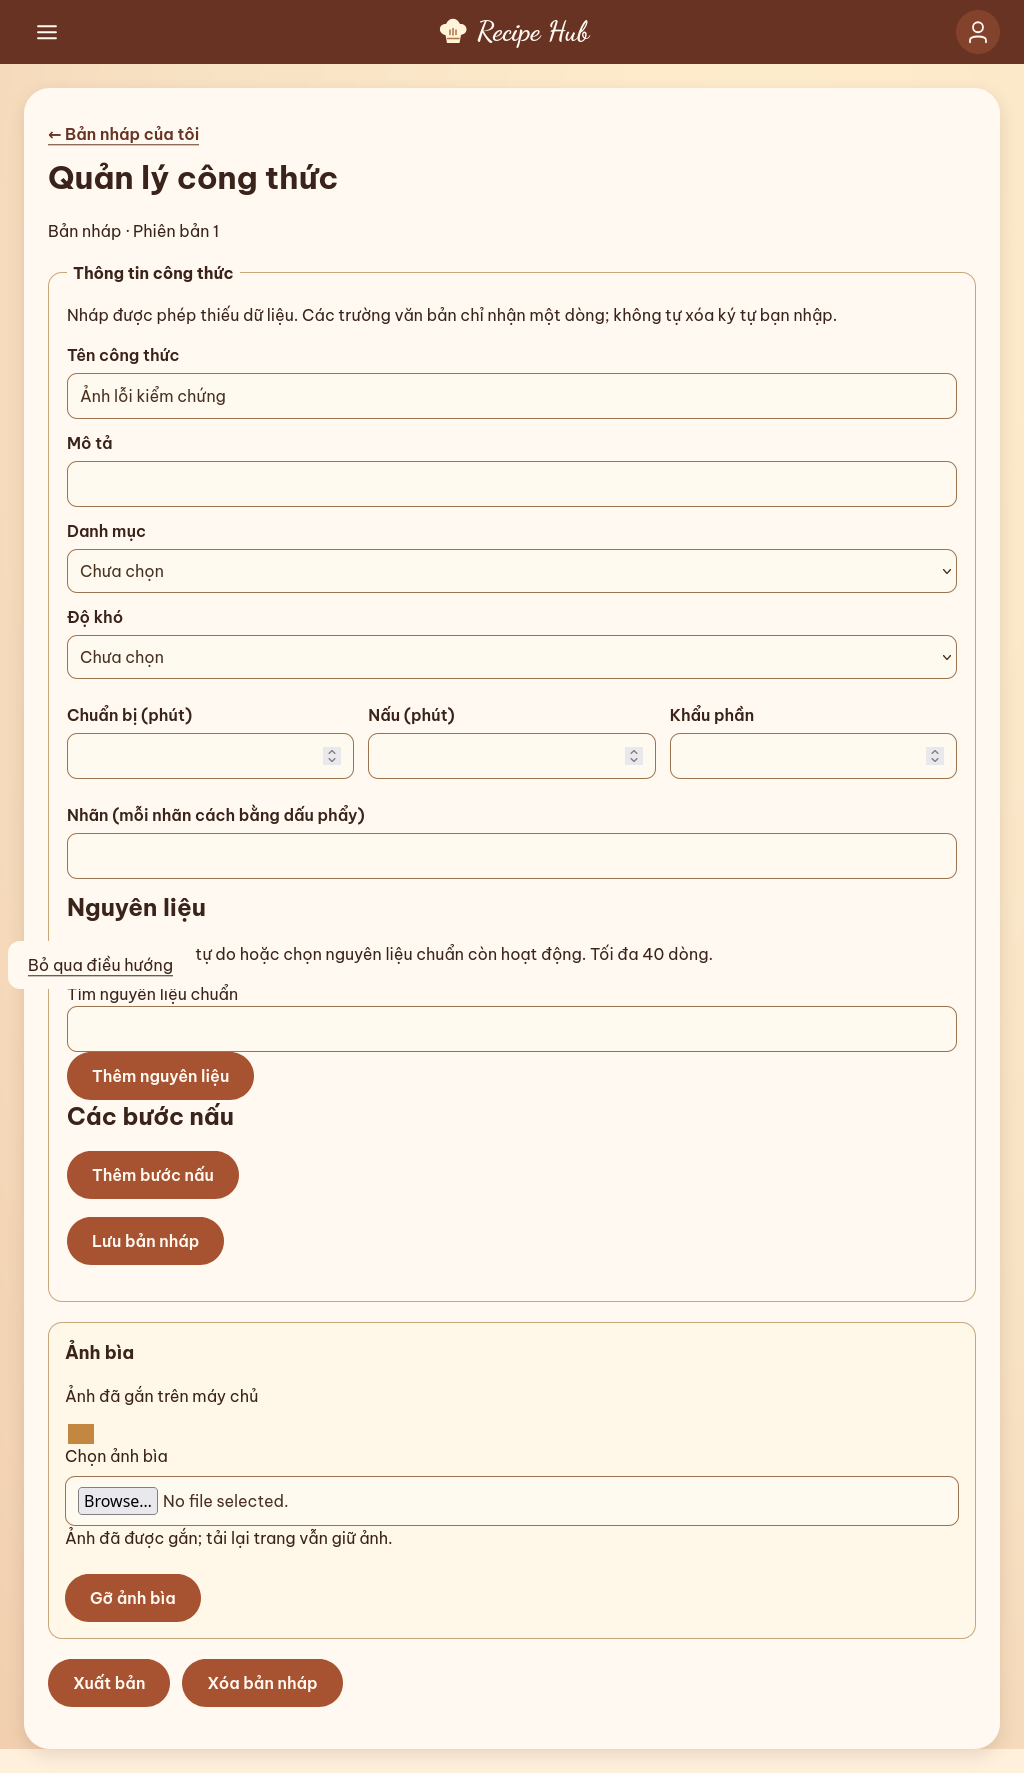 Recipe Hub
← Bản nháp của tôi
Quản lý công thức
Bản nháp · Phiên bản 1
Thông tin công thức
Nháp được phép thiếu dữ liệu. Các trường văn bản chỉ nhận một dòng; không tự xóa ký tự bạn nhập.
Tên công thức
Ảnh lỗi kiểm chứng
Mô tả
Danh mục
Chưa chọn
Độ khó
Chưa chọn
Chuẩn bị (phút) Nấu (phút) Khẩu phần
Nhãn (mỗi nhãn cách bằng dấu phẩy)
Nguyên liệu
tự do hoặc chọn nguyên liệu chuẩn còn hoạt động. Tối đa 40 dòng.
Bỏ qua điều hướng
Tìm nguyên liệu chuẩn
Thêm nguyên liệu
Các bước nấu
Thêm bước nấu
Lưu bản nháp
Ảnh bìa
Ảnh đã gắn trên máy chủ
Chọn ảnh bìa
Browse... No file selected.
Ảnh đã được gắn; tải lại trang vẫn giữ ảnh.
Gỡ ảnh bìa
Xuất bản Xóa bản nháp